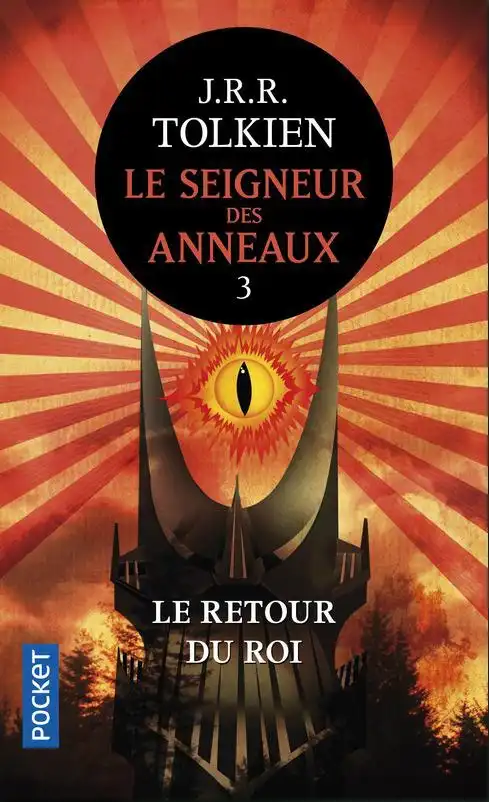 J.R.R.
TOLKIEN
LE SEIGNEUR
DES
ANNEAUX
3
LE RETOUR
DU ROI
POCKET